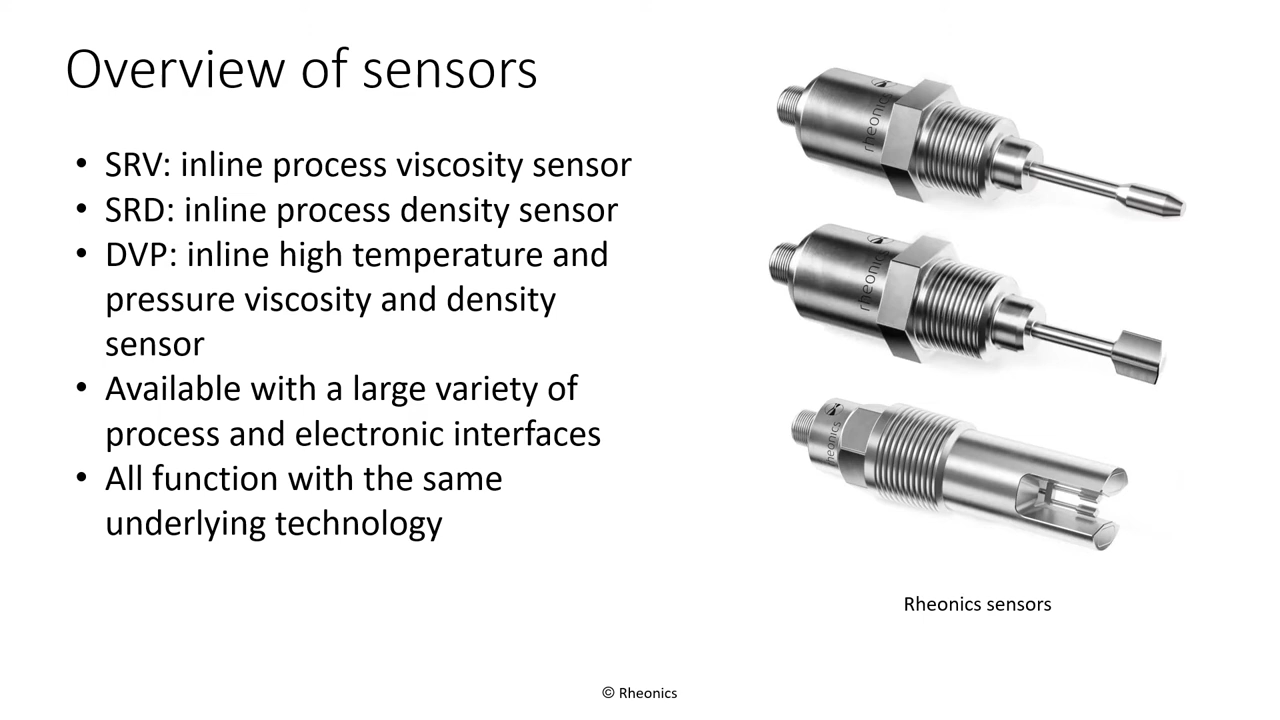 Overview of sensors
• SRV: inline process viscosity sensor
• SRD: inline process density sensor
• DVP: inline high temperature and
pressure viscosity and density
sensor
• Available with a large variety of
process and electronic interfaces
• All function with the same
underlying technology
rheonics
rheonics
rheonics
Rheonics sensors
© Rheonics